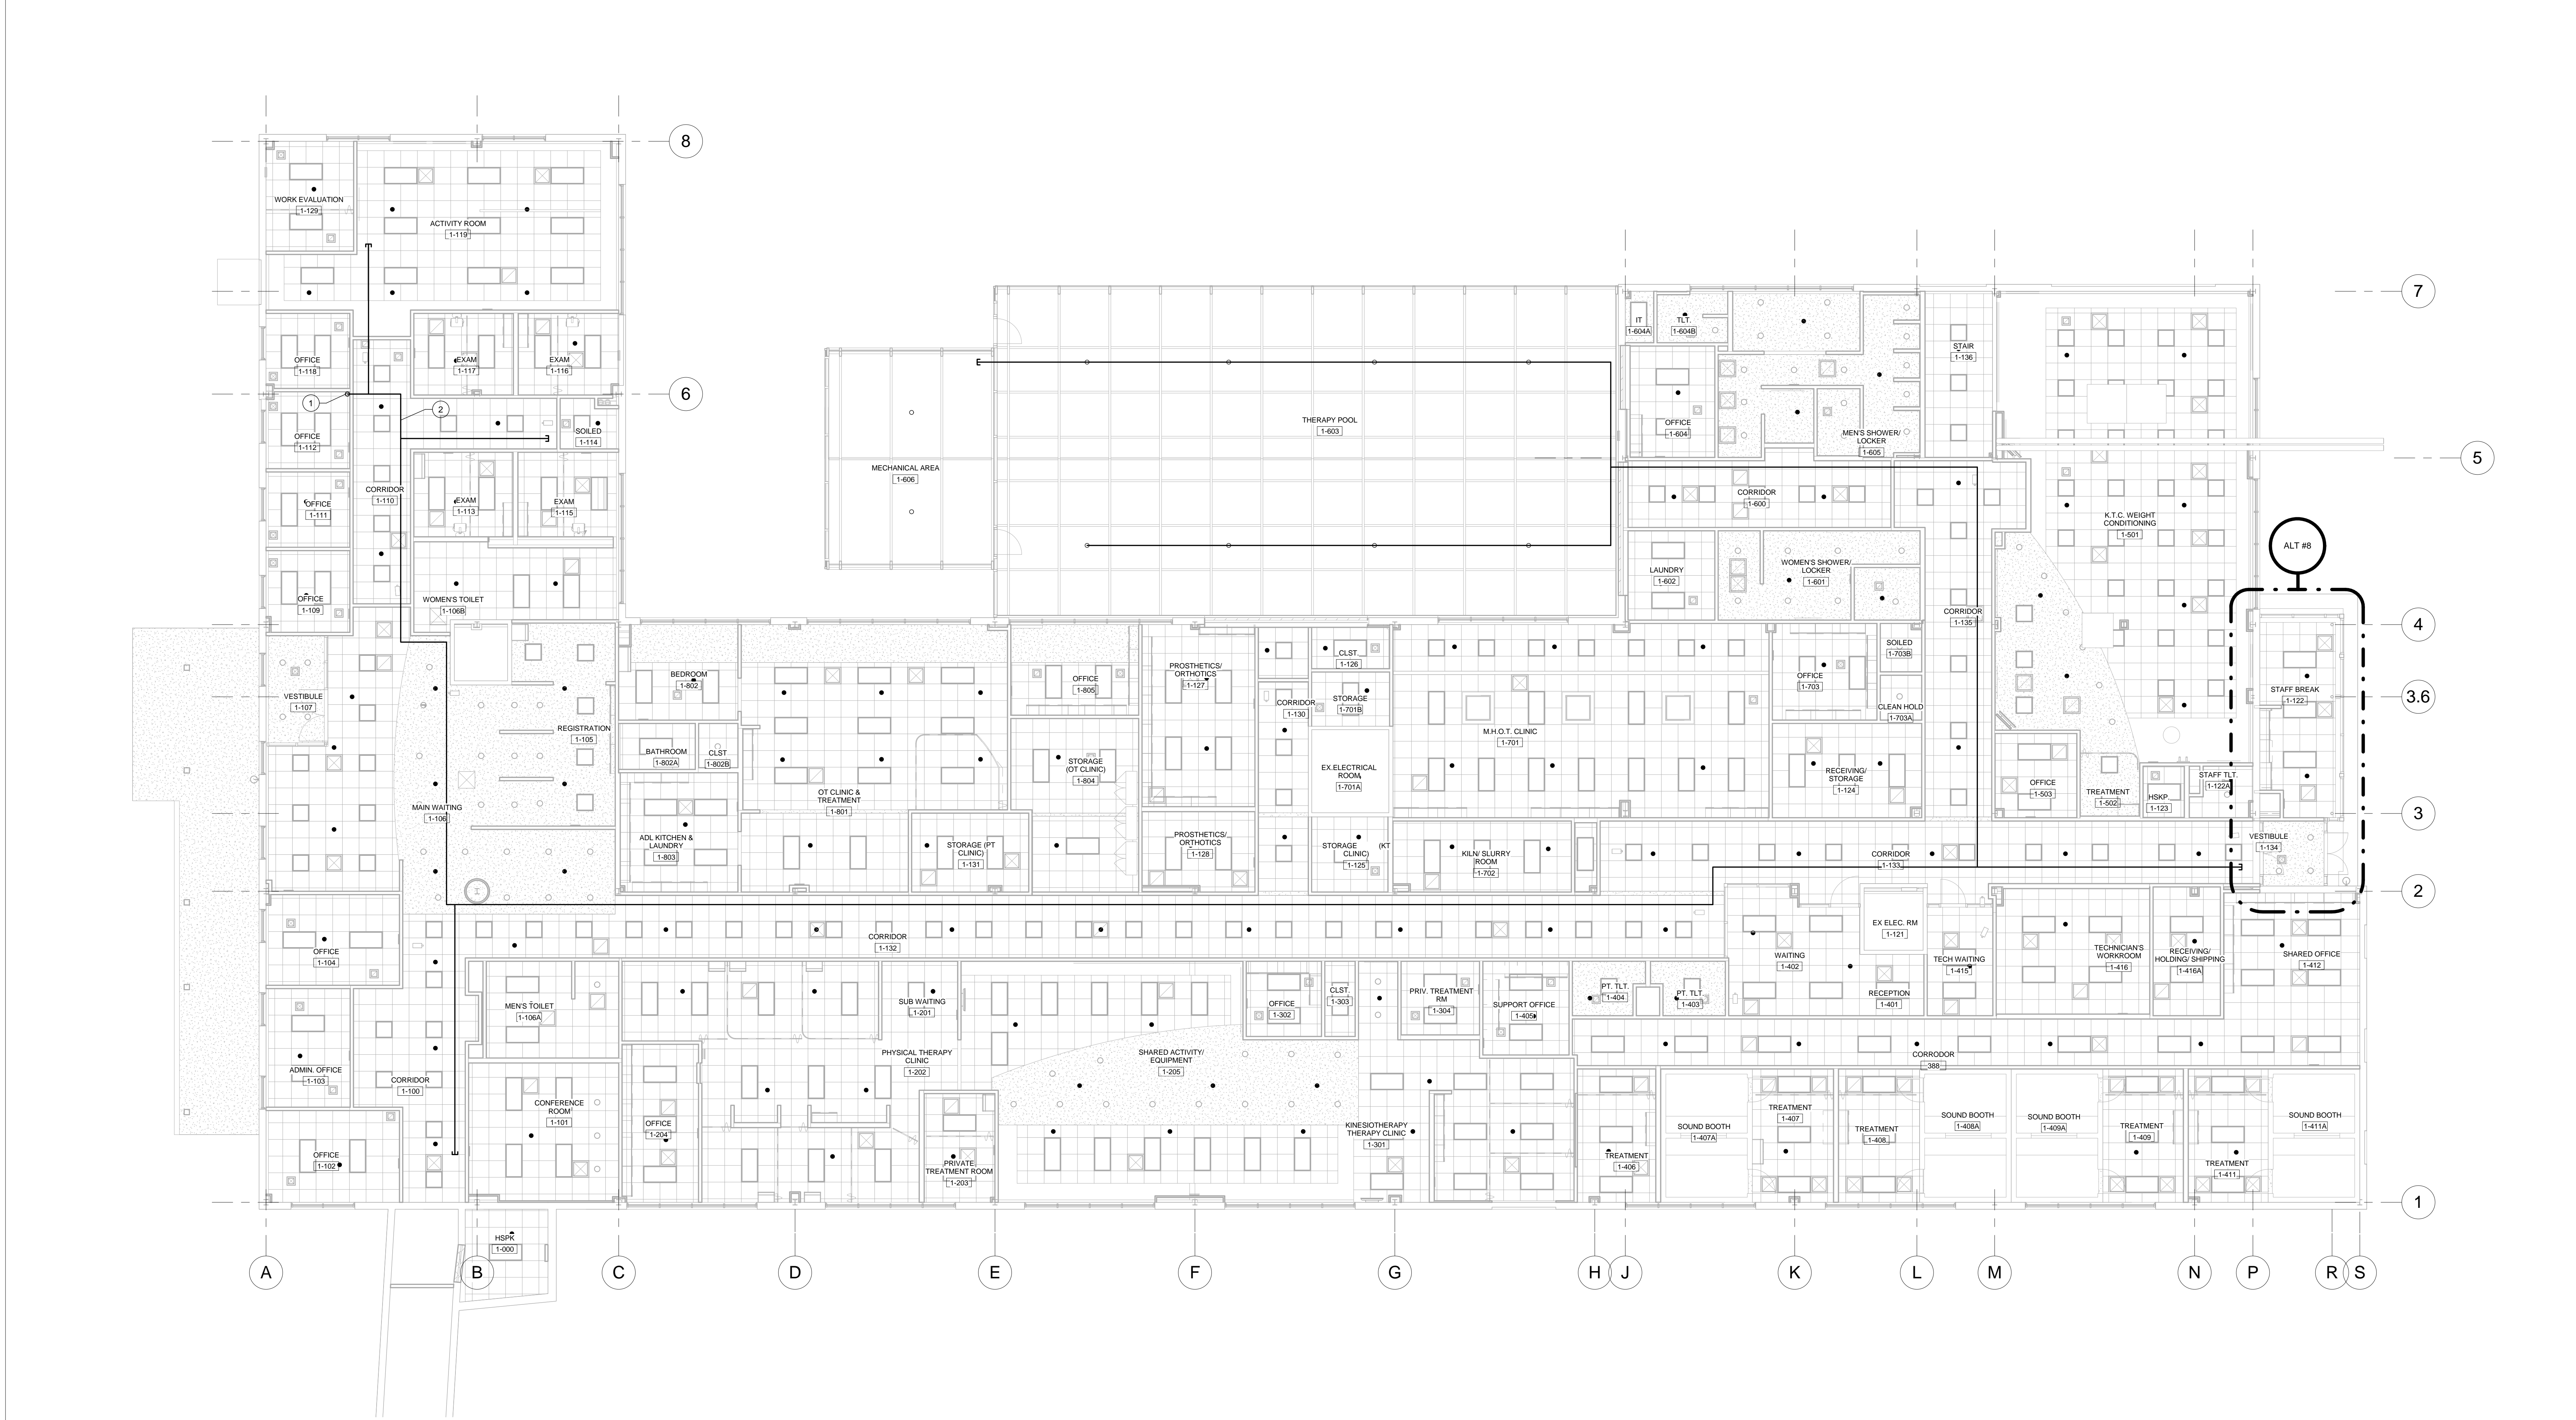 8
WORK EVALUATION
1-129
ACTIVITY ROOM
1-119
7
IT
1-604A
TLT.
1-604B
STAIR
1-136
OFFICE
1-118
EXAM
1-117
EXAM
1-116
6
1
2
OFFICE
1-112
SOILED
1-114
THERAPY POOL
1-603
OFFICE
1-604
MEN'S SHOWER/
LOCKER
1-605
5
MECHANICAL AREA
1-606
CORRIDOR
1-110
OFFICE
1-111
EXAM
1-113
EXAM
1-115
CORRIDOR
1-600
K.T.C. WEIGHT
CONDITIONING
1-501
ALT #8
LAUNDRY
1-602
WOMEN'S SHOWER/
LOCKER
1-601
OFFICE
1-109
WOMEN'S TOILET
1-106B
CORRIDOR
1-135
4
SOILED
1-703B
CLST.
1-126
BEDROOM
1-802
OFFICE
1-805
PROSTHETICS/
ORTHOTICS
1-127
OFFICE
1-703
STAFF BREAK
1-122
3.6
VESTIBULE
1-107
CORRIDOR
1-130
STORAGE
1-701B
CLEAN HOLD
1-703A
REGISTRATION
1-105
M.H.O.T. CLINIC
1-701
BATHROOM
1-802A
CLST
1-802B
STORAGE
(OT CLINIC)
1-804
EX.ELECTRICAL
ROOM
1-701A
RECEIVING/
STORAGE
1-124
OFFICE
1-503
TREATMENT
1-502
HSKP.
1-123
STAFF TLT.
1-122A
OT CLINIC &
TREATMENT
1-801
MAIN WAITING
1-106
3
ADL KITCHEN &
LAUNDRY
1-803
STORAGE (PT
CLINIC)
1-131
PROSTHETICS/
ORTHOTICS
1-128
STORAGE (KT
CLINIC)
1-125
KILN/ SLURRY
ROOM
1-702
CORRIDOR
1-133
VESTIBULE
1-134
2
EX ELEC. RM
1-121
CORRIDOR
1-132
OFFICE
1-104
WAITING
1-402
TECH WAITING
1-415
TECHNICIAN'S
WORKROOM
1-416
RECEIVING/
HOLDING/ SHIPPING
1-416A
SHARED OFFICE
1-412
MEN'S TOILET
1-106A
SUB WAITING
1-201
OFFICE
1-302
CLST.
1-303
PRIV. TREATMENT
RM
1-304
SUPPORT OFFICE
1-405
PT. TLT.
1-404
PT. TLT.
1-403
RECEPTION
1-401
ADMIN. OFFICE
1-103
CORRIDOR
1-100
PHYSICAL THERAPY
CLINIC
1-202
SHARED ACTIVITY/
EQUIPMENT
1-205
CORRODOR
388
CONFERENCE
ROOM
1-101
OFFICE
1-204
KINESIOTHERAPY
THERAPY CLINIC
1-301
SOUND BOOTH
1-407A
TREATMENT
1-407
TREATMENT
1-408
SOUND BOOTH
1-408A
SOUND BOOTH
1-409A
TREATMENT
1-409
SOUND BOOTH
1-411A
OFFICE
1-102
PRIVATE
TREATMENT ROOM
1-203
TREATMENT
1-406
TREATMENT
1-411
1
HSPK
1-000
A
B
C
D
E
F
G
H
J
K
L
M
N
P
R
S